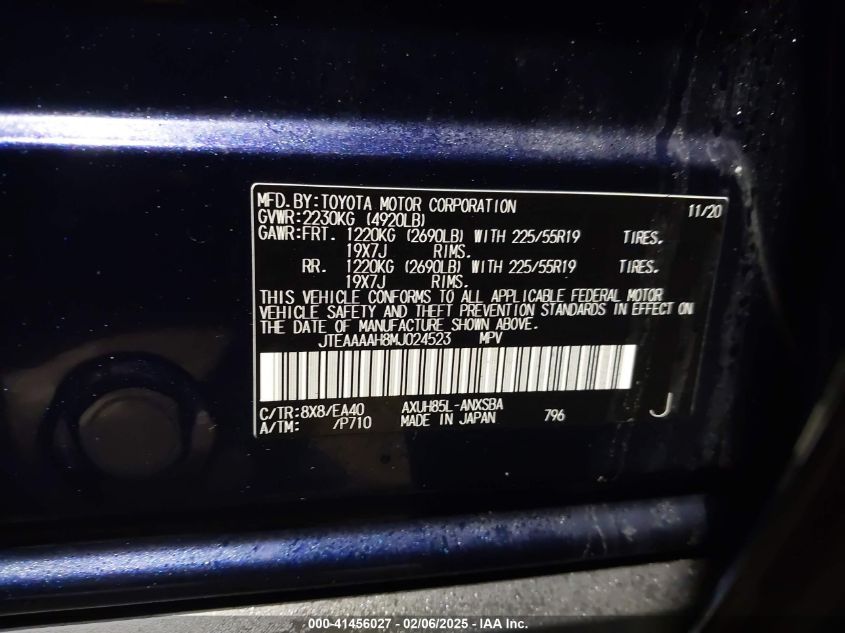 MFD.BY:TOYOTA MOTOR CORPORATION 11/20
GVWR:2230KG (4920LB)
GAWR:FRT. 1220KG (2690LB) WITH 225/55R19 TIRES.
19X7J RIMS.
RR. 1220KG (2690LB) WITH 225/55R19 TIRES.
19X7J RIMS.
THIS VEHICLE CONFORMS TO ALL APPLICABLE FEDERAL MOTOR
VEHICLE SAFETY AND THEFT PREVENTION STANDARDS IN EFFECT ON
THE DATE OF MANUFACTURE SHOWN ABOVE.
JTEAAAAH8MJ024523 MPV
C/TR:8X8/EA40 AXUH85L-ANXSBA
A/TM: /P710 MADE IN JAPAN 796 J
000-41456027 - 02/06/2025 - IAA Inc.